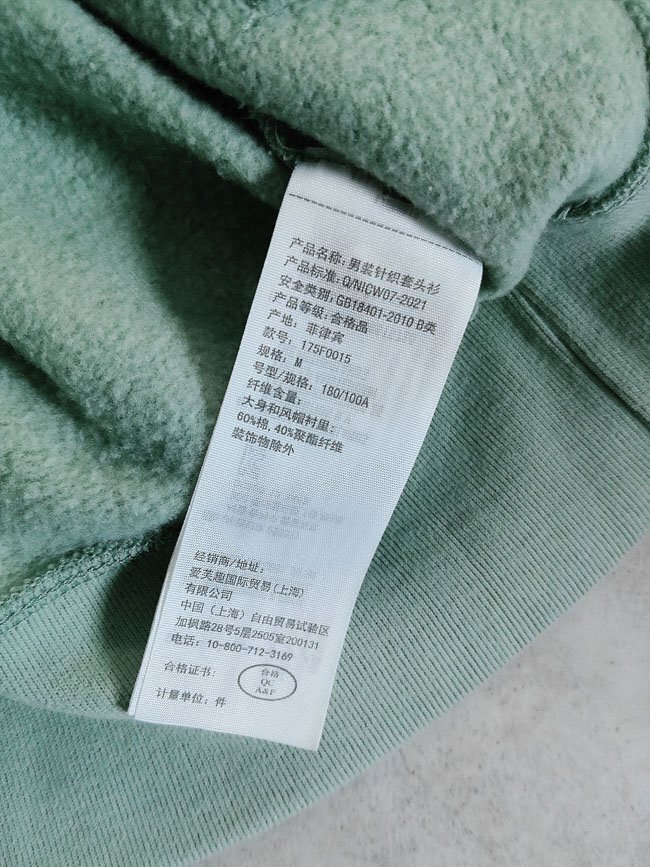 产品名称: 男装针织套头衫
产品标准: Q/NICW07-2021
安全类别: GB18401-2010 B类
产品等级: 合格品
产地: 菲律宾
款号: 175F0015
规格: M
号型/规格: 180/100A
纤维含量:
大身和风帽衬里:
60%棉,40%聚酯纤维
装饰物除外
经销商/地址:
爱芙趣国际贸易(上海)
有限公司
中国(上海)自由贸易试验区
加枫路28号5层2505室200131
电话: 10-800-712-3169
合格证书:
合格
QC
A&F
计量单位: 件